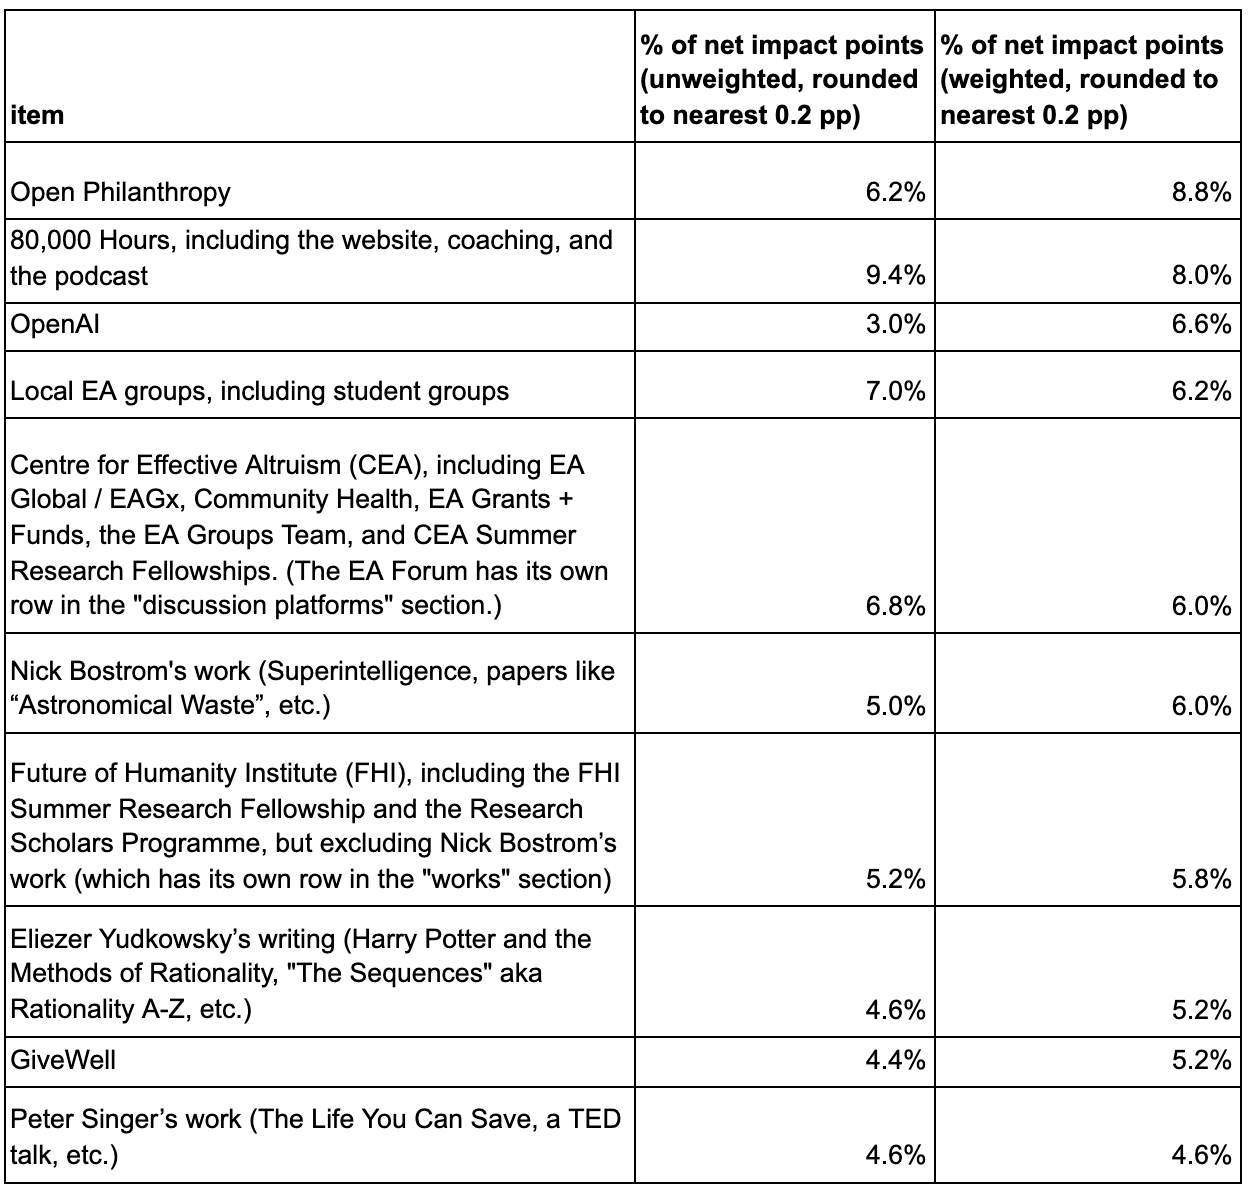 item
% of net impact points
(unweighted, rounded
to nearest 0.2 pp)
% of net impact points
(weighted, rounded to
nearest 0.2 pp)
Open Philanthropy
6.2%
8.8%
80,000 Hours, including the website, coaching, and
the podcast
9.4%
8.0%
OpenAI
3.0%
6.6%
Local EA groups, including student groups
7.0%
6.2%
Centre for Effective Altruism (CEA), including EA
Global / EAGx, Community Health, EA Grants +
Funds, the EA Groups Team, and CEA Summer
Research Fellowships. (The EA Forum has its own
row in the "discussion platforms" section.)
6.8%
6.0%
Nick Bostrom's work (Superintelligence, papers like
“Astronomical Waste”, etc.)
5.0%
6.0%
Future of Humanity Institute (FHI), including the FHI
Summer Research Fellowship and the Research
Scholars Programme, but excluding Nick Bostrom’s
work (which has its own row in the "works" section)
5.2%
5.8%
Eliezer Yudkowsky’s writing (Harry Potter and the
Methods of Rationality, "The Sequences" aka
Rationality A-Z, etc.)
4.6%
5.2%
GiveWell
4.4%
5.2%
Peter Singer’s work (The Life You Can Save, a TED
talk, etc.)
4.6%
4.6%